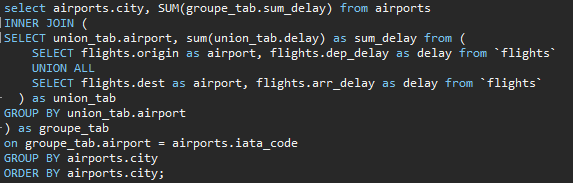 select airports.city, SUM(groupe_tab.sum_delay) from airports
INNER JOIN (
SELECT union_tab.airport, sum(union_tab.delay) as sum_delay from (
    SELECT flights.origin as airport, flights.dep_delay as delay from `flights`
    UNION ALL
    SELECT flights.dest as airport, flights.arr_delay as delay from `flights`
  ) as union_tab
GROUP BY union_tab.airport
) as groupe_tab
on groupe_tab.airport = airports.iata_code
GROUP BY airports.city
ORDER BY airports.city;